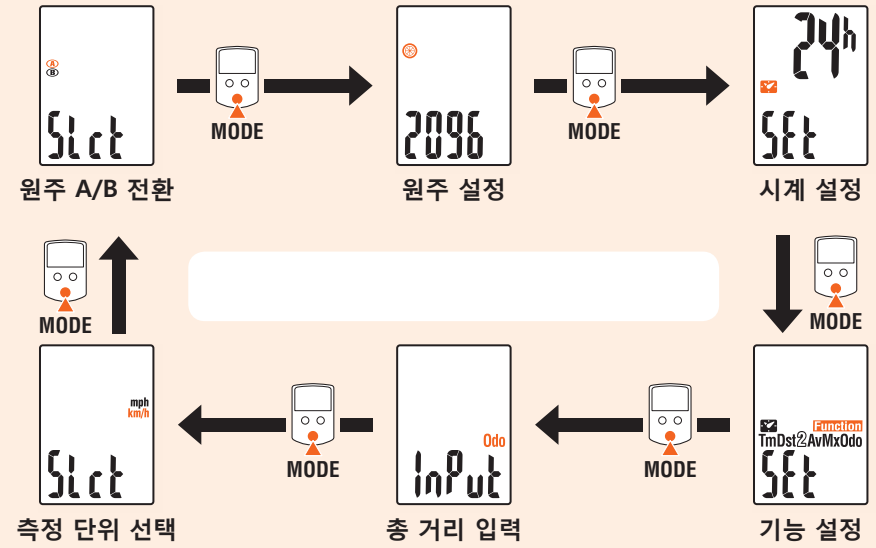 A
B
Slct
MODE
2096
MODE
24h
SEt
원주 A/B 전환
원주 설정
시계 설정
MODE
MODE
mph
km/h
Slct
MODE
Odo
InPut
MODE
Function
TmDst2AvMxOdo
SEt
측정 단위 선택
총 거리 입력
기능 설정